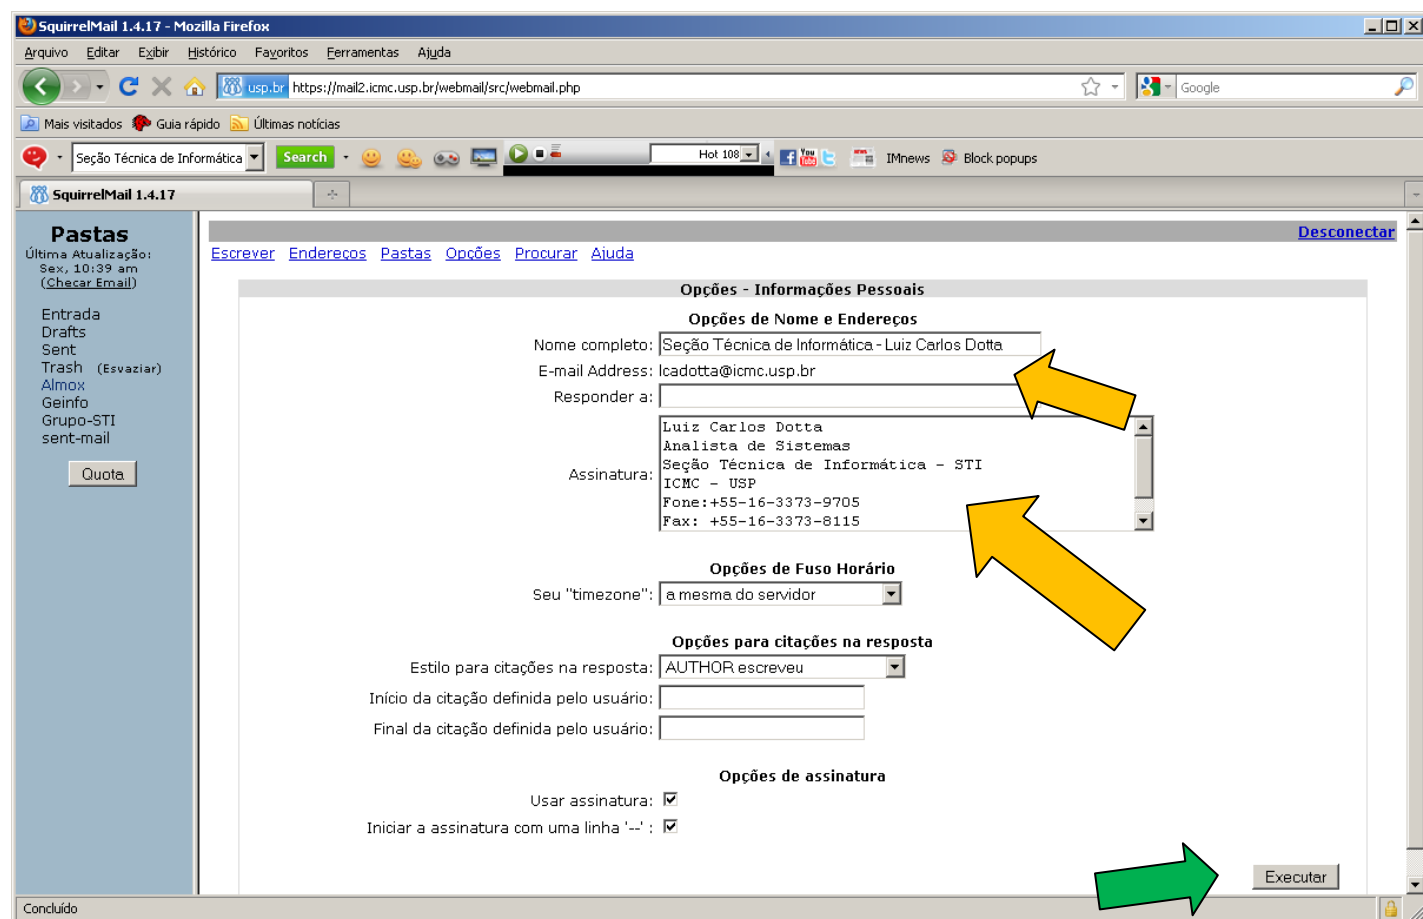 SquirrelMail 1.4.17 - Mozilla Firefox
Arquivo Editar Exibir Histórico Favoritos Ferramentas Ajuda
usp.br https://mail2.icmc.usp.br/webmail/src/webmail.php Google
Mais visitados Guia rápido Últimas notícias
Seção Técnica de Informática Search Hot 108 You Tube IMnews Block popups
SquirrelMail 1.4.17
Pastas
Última Atualização:
Sex, 10:39 am
(Checar Email)
Entrada
Drafts
Sent
Trash (Esvaziar)
Almox
Geinfo
Grupo-STI
sent-mail
Quota
Desconectar
Escrever Endereços Pastas Opções Procurar Ajuda
Opções - Informações Pessoais
Opções de Nome e Endereços
Nome completo: Seção Técnica de Informática - Luiz Carlos Dotta
E-mail Address: lcadotta@icmc.usp.br
Responder a:
Assinatura:
Luiz Carlos Dotta
Analista de Sistemas
Seção Técnica de Informática - STI
ICMC - USP
Fone:+55-16-3373-9705
Fax: +55-16-3373-8115
Opções de Fuso Horário
Seu "timezone": a mesma do servidor
Opções para citações na resposta
Estilo para citações na resposta: AUTHOR escreveu
Início da citação definida pelo usuário:
Final da citação definida pelo usuário:
Opções de assinatura
Usar assinatura:
Iniciar a assinatura com uma linha '--' :
Executar
Concluído